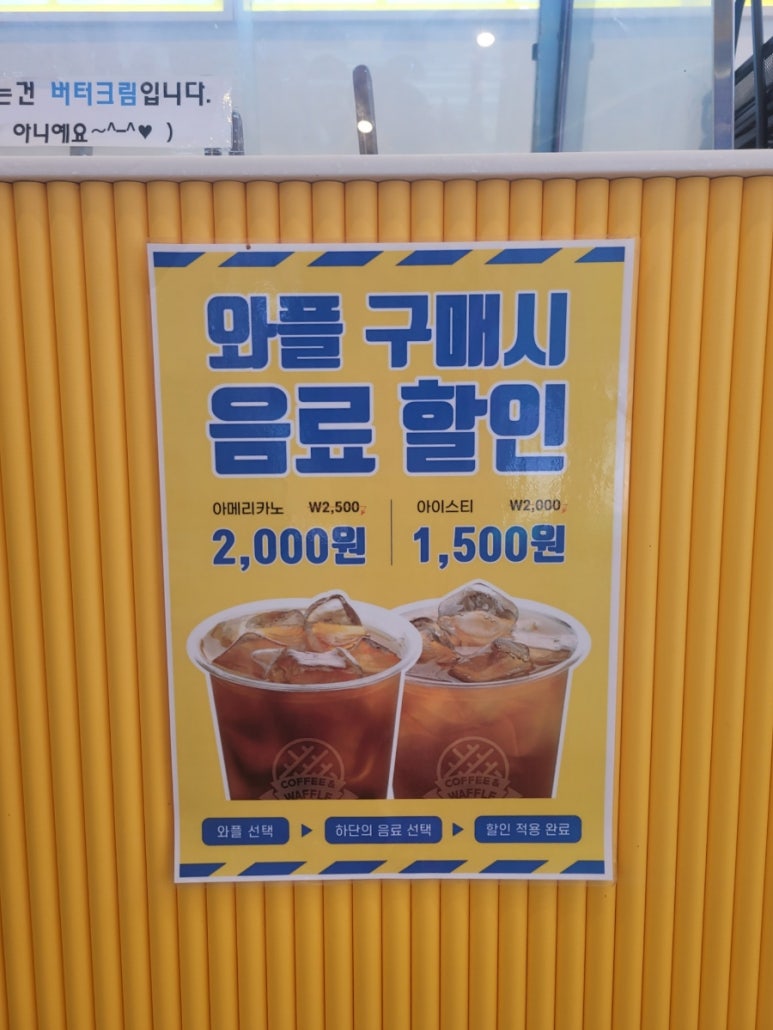 는건 버터크림입니다.
아니예요~^-^♥ )
와플 구매시
음료 할인
아메리카노 ₩2,500
아이스티 ₩2,000
2,000원
1,500원
COFFEE &
WAFFLE
COFFEE &
WAFFLE
와플 선택 ▶ 하단의 음료 선택 ▶ 할인 적용 완료